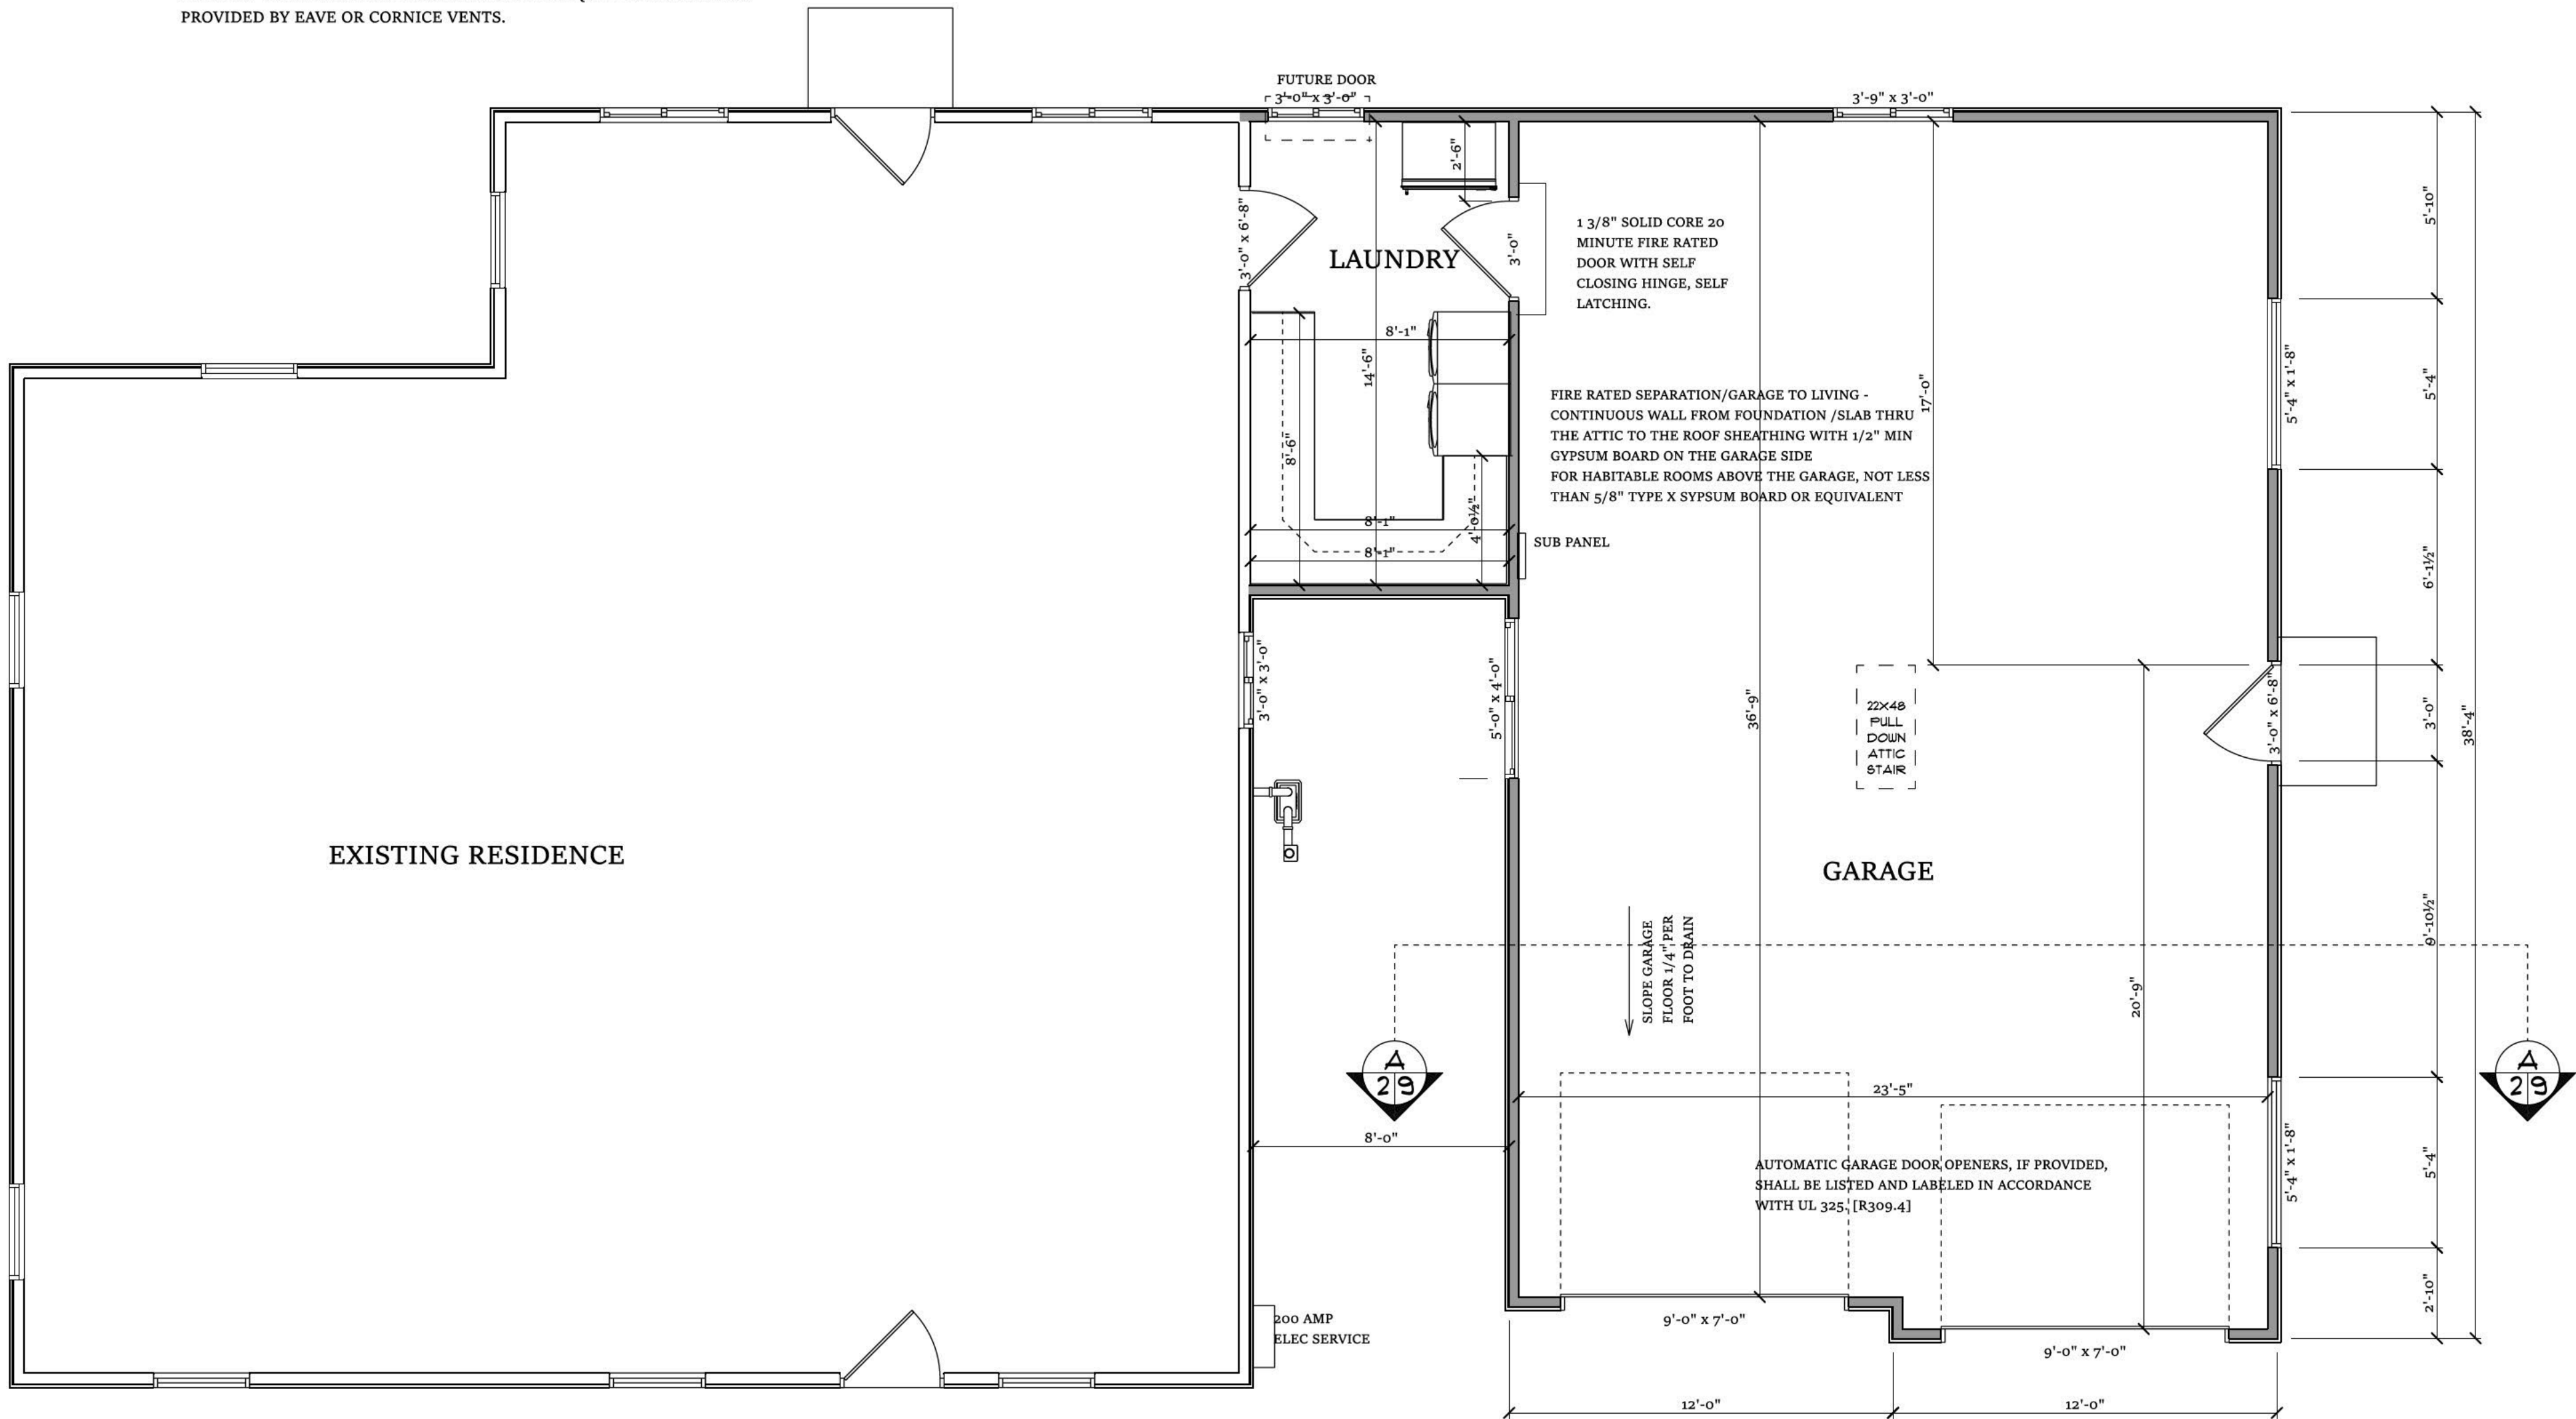 PROVIDED BY EAVE OR CORNICE VENTS.
FUTURE DOOR
3'-0" x 3'-0"
3'-9" x 3'-0"
2'-6"
5'-10"
3'-0" x 6'-8"
LAUNDRY
3'-0"
1 3/8" SOLID CORE 20
MINUTE FIRE RATED
DOOR WITH SELF
CLOSING HINGE, SELF
LATCHING.
8'-1"
14'-6"
8'-6"
8'-1"
8'-1"
4'-0½"
17'-0"
5'-4" x 1'-8"
5'-4"
FIRE RATED SEPARATION/GARAGE TO LIVING -
CONTINUOUS WALL FROM FOUNDATION /SLAB THRU
THE ATTIC TO THE ROOF SHEATHING WITH 1/2" MIN
GYPSUM BOARD ON THE GARAGE SIDE
FOR HABITABLE ROOMS ABOVE THE GARAGE, NOT LESS
THAN 5/8" TYPE X SYPSUM BOARD OR EQUIVALENT
SUB PANEL
6'-1½"
3'-0" x 3'-0"
5'-0" x 4'-0"
36'-9"
22X48
PULL
DOWN
ATTIC
STAIR
3'-0" x 6'-8"
3'-0"
38'-4"
EXISTING RESIDENCE
GARAGE
SLOPE GARAGE
FLOOR 1/4" PER
FOOT TO DRAIN
9'-10½"
20'-9"
A
29
A
29
23'-5"
8'-0"
AUTOMATIC GARAGE DOOR OPENERS, IF PROVIDED,
SHALL BE LISTED AND LABELED IN ACCORDANCE
WITH UL 325. [R309.4]
5'-4" x 1'-8"
5'-4"
2'-10"
200 AMP
ELEC SERVICE
9'-0" x 7'-0"
9'-0" x 7'-0"
12'-0"
12'-0"